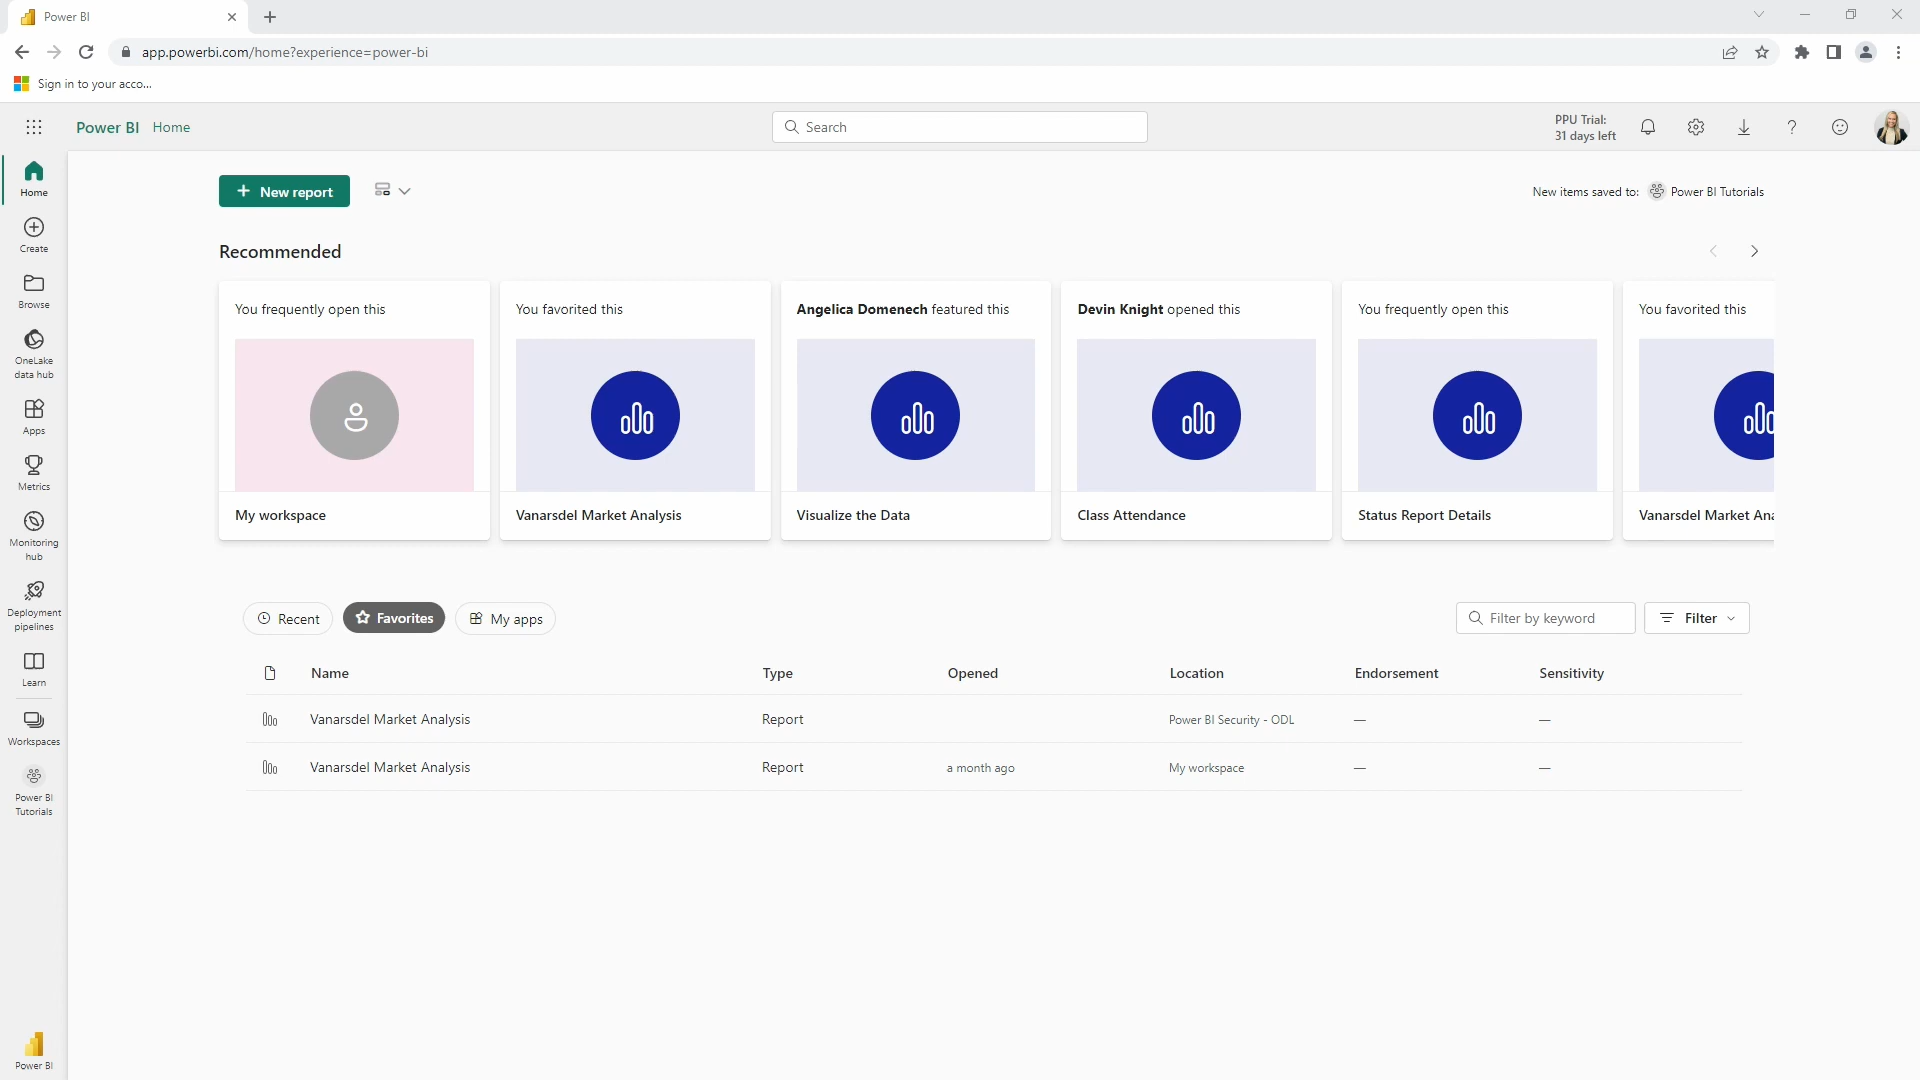 Power BI
app.powerbi.com/home?experience=power-bi
Sign in to your acco...
Power BI Home
Search
PPU Trial:
31 days left
Home
Create
Browse
OneLake
data hub
Apps
Metrics
Monitoring
hub
Deployment
pipelines
Learn
Workspaces
Power BI
Tutorials
Power BI
New report
New items saved to: Power BI Tutorials
Recommended
You frequently open this
My workspace
You favorited this
Vanarsdel Market Analysis
Angelica Domenech featured this
Visualize the Data
Devin Knight opened this
Class Attendance
You frequently open this
Status Report Details
You favorited this
Vanarsdel Market Ana
Recent Favorites My apps
Filter by keyword Filter
Name Type Opened Location Endorsement Sensitivity
Vanarsdel Market Analysis Report Power BI Security - ODL — —
Vanarsdel Market Analysis Report a month ago My workspace — —